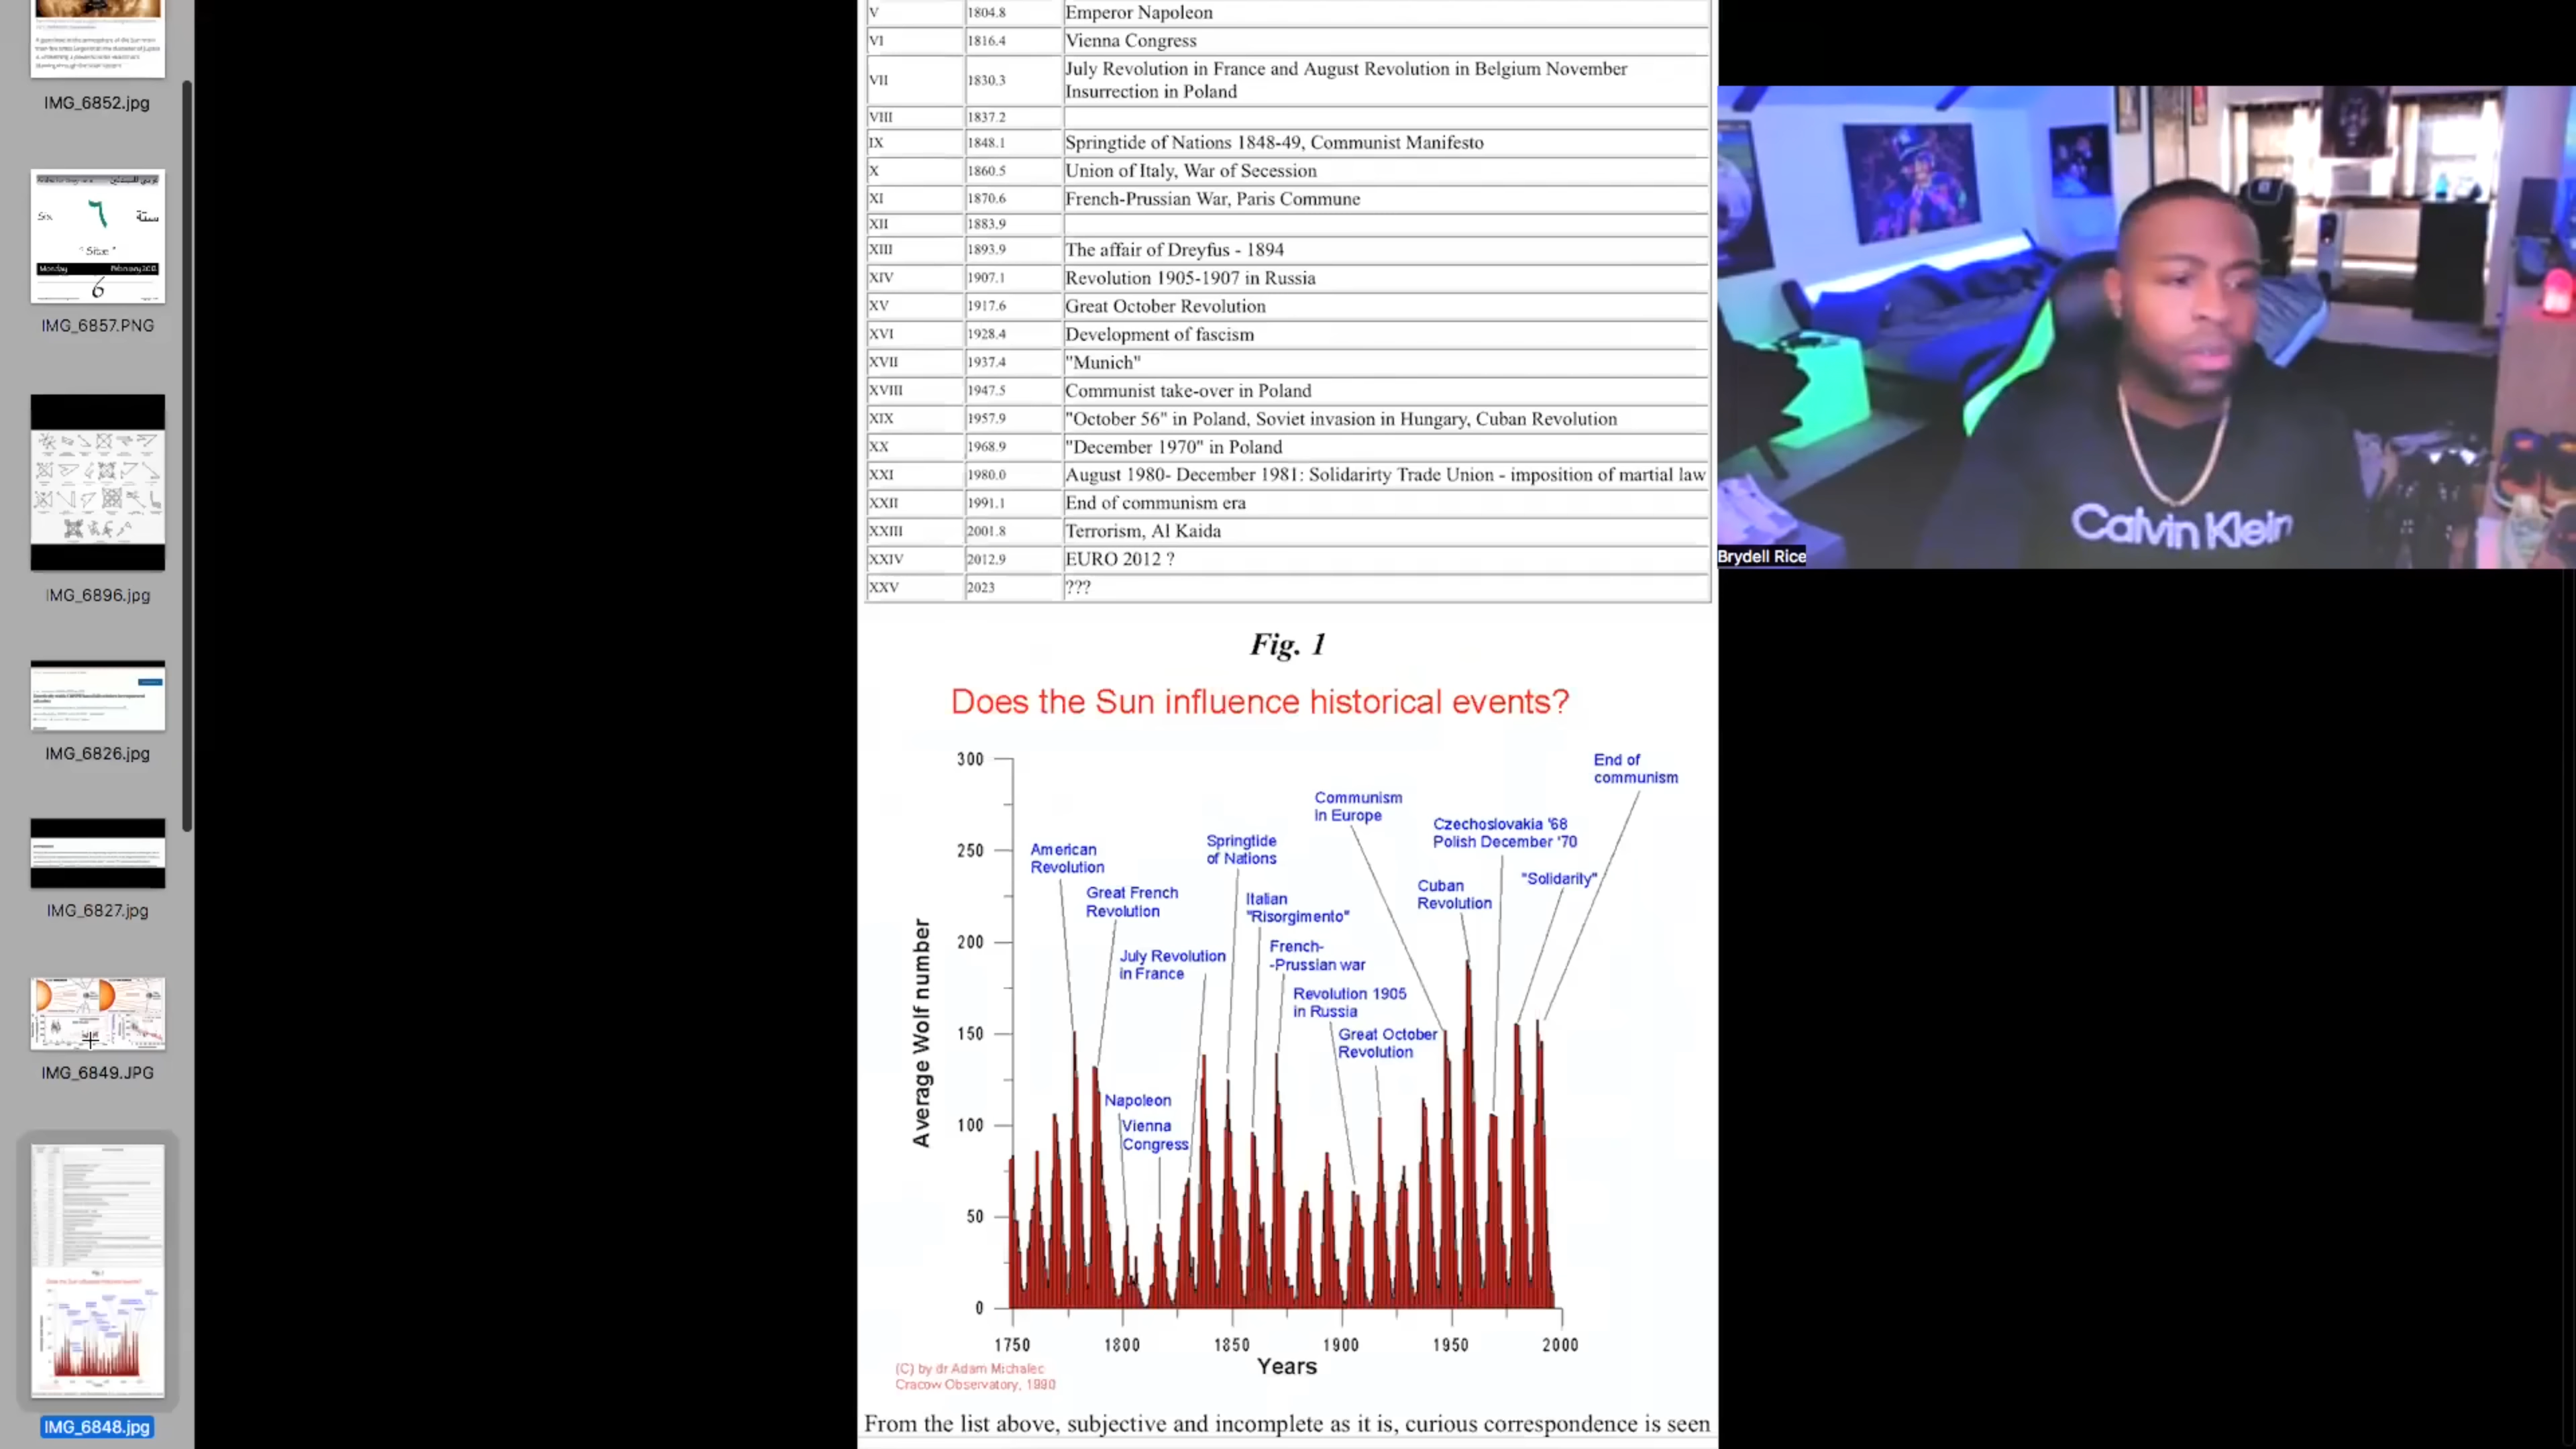 IMG_6852.jpg
Six
ستة
Monday
February
6
IMG_6857.PNG
IMG_6896.jpg
IMG_6826.jpg
IMG_6827.jpg
IMG_6849.JPG
IMG_6848.jpg
V 1804.8 Emperor Napoleon
VI 1816.4 Vienna Congress
VII 1830.3 July Revolution in France and August Revolution in Belgium November
Insurrection in Poland
VIII 1837.2
IX 1848.1 Springtide of Nations 1848-49, Communist Manifesto
X 1860.5 Union of Italy, War of Secession
XI 1870.6 French-Prussian War, Paris Commune
XII 1883.9
XIII 1893.9 The affair of Dreyfus - 1894
XIV 1907.1 Revolution 1905-1907 in Russia
XV 1917.6 Great October Revolution
XVI 1928.4 Development of fascism
XVII 1937.4 "Munich"
XVIII 1947.5 Communist take-over in Poland
XIX 1957.9 "October 56" in Poland, Soviet invasion in Hungary, Cuban Revolution
XX 1968.9 "December 1970" in Poland
XXI 1980.0 August 1980- December 1981: Solidarirty Trade Union - imposition of martial law
XXII 1991.1 End of communism era
XXIII 2001.8 Terrorism, Al Kaida
XXIV 2012.9 EURO 2012 ?
XXV 2023 ???
Fig. 1
Does the Sun influence historical events?
300
250
200
150
100
50
0
Average Wolf number
American
Revolution
Great French
Revolution
July Revolution
in France
Napoleon
Vienna
Congress
Springtide
of Nations
Italian
"Risorgimento"
French-
-Prussian war
Revolution 1905
in Russia
Great October
Revolution
Communism
in Europe
Cuban
Revolution
Czechoslovakia '68
Polish December '70
"Solidarity"
End of
communism
1750 1800 1850 1900 1950 2000
Years
(C) by dr Adam Michalec
Cracow Observatory, 1990
From the list above, subjective and incomplete as it is, curious correspondence is seen
Calvin Klein
Brydell Rice